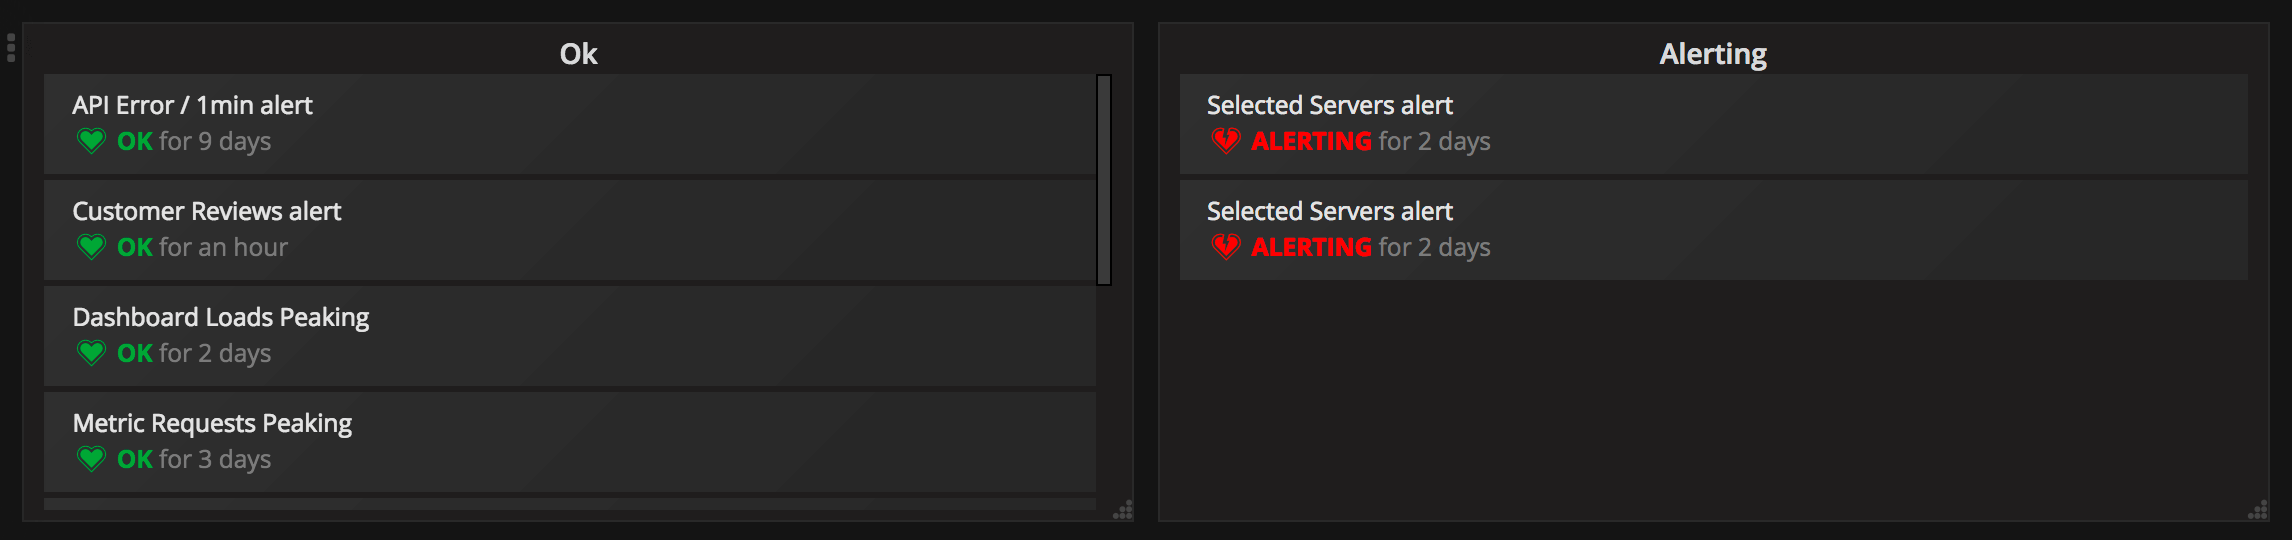 Ok
API Error / 1min alert
OK for 9 days
Customer Reviews alert
OK for an hour
Dashboard Loads Peaking
OK for 2 days
Metric Requests Peaking
OK for 3 days
Alerting
Selected Servers alert
ALERTING for 2 days
Selected Servers alert
ALERTING for 2 days